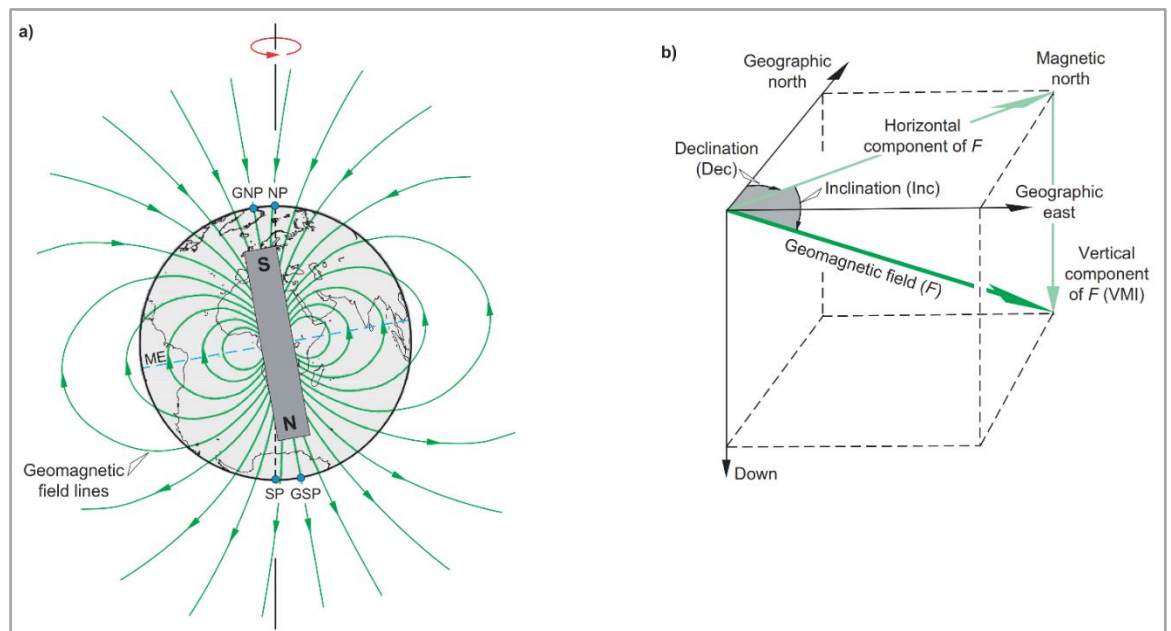 a)
GNP NP
S
ME
N
Geomagnetic
field lines
SP GSP
b)
Geographic
north
Magnetic
north
Horizontal
component of F
Declination
(Dec)
Inclination (Inc)
Geographic
east
Geomagnetic field (F)
Vertical
component
of F (VMI)
Down